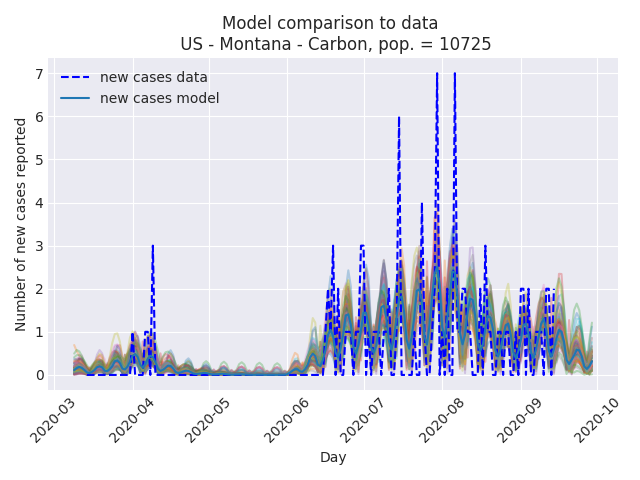 Model comparison to data
US - Montana - Carbon, pop. = 10725
new cases data
new cases model
Number of new cases reported
7
6
5
4
3
2
1
0
2020-03
2020-04
2020-05
2020-06
2020-07
2020-08
2020-09
2020-10
Day